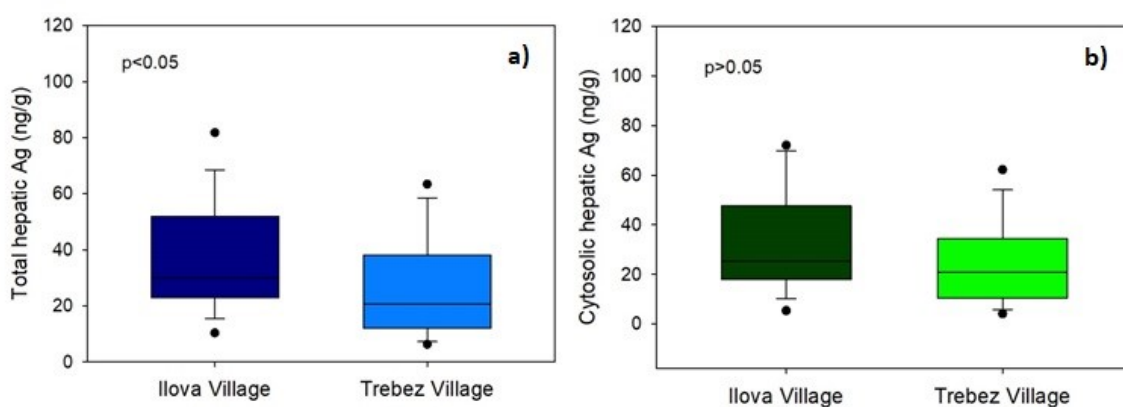 a)
p<0.05
Total hepatic Ag (ng/g)
120
100
80
60
40
20
0
Ilova Village Trebez Village
b)
p>0.05
Cytosolic hepatic Ag (ng/g)
120
100
80
60
40
20
0
Ilova Village Trebez Village